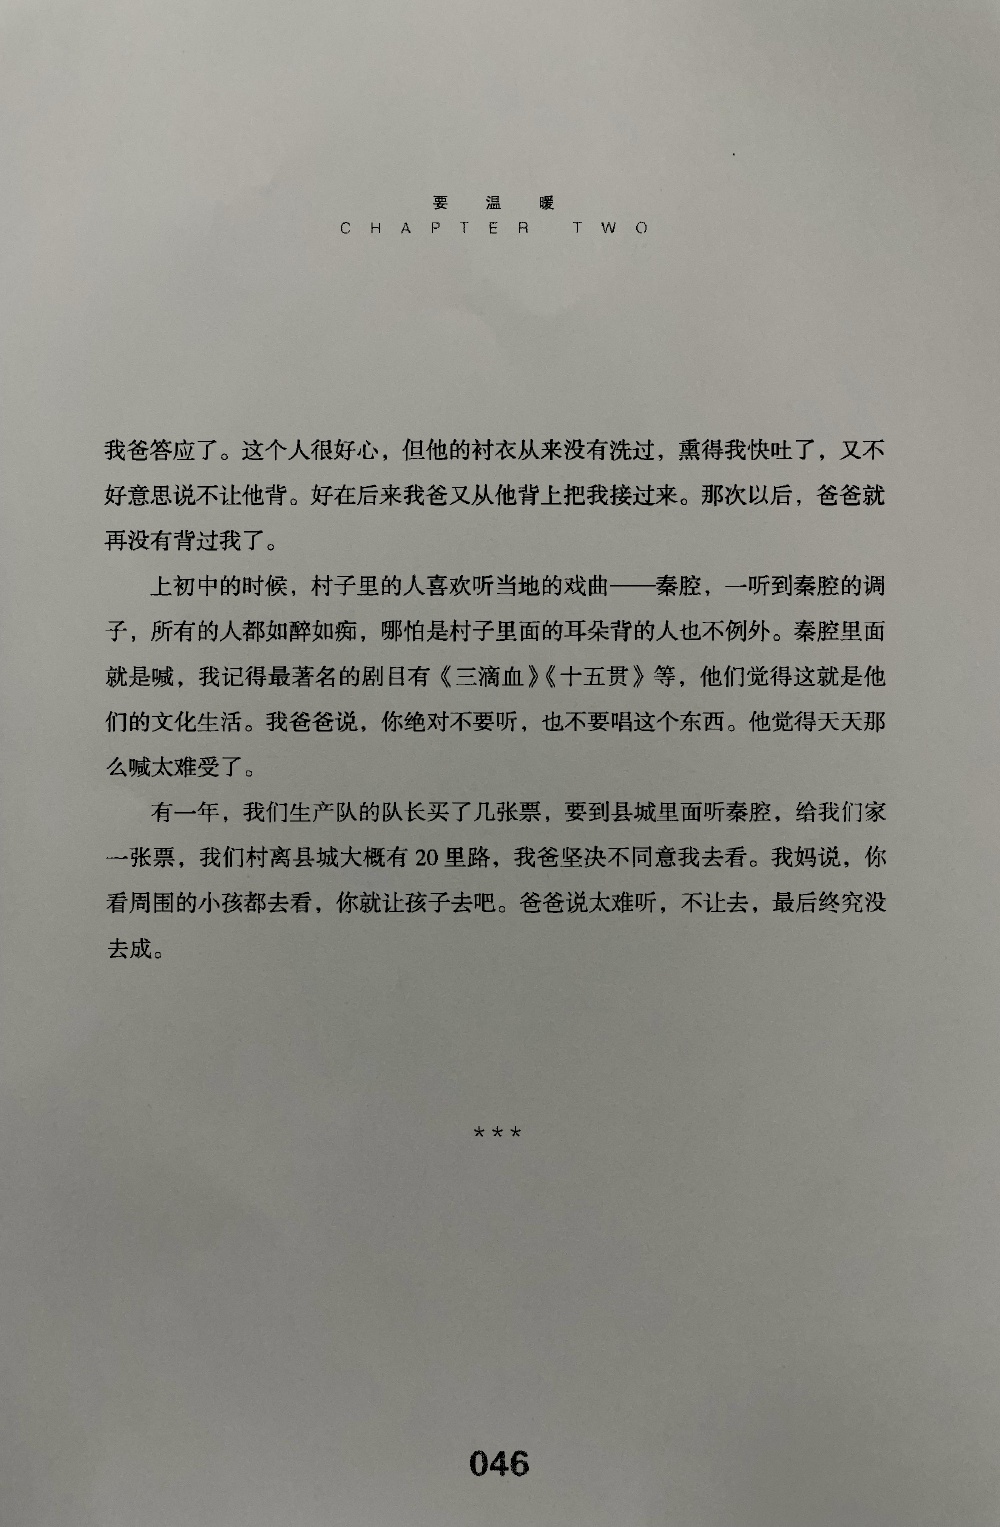 要温暖
CHAPTER TWO
我爸答应了。这个人很好心，但他的衬衣从来没有洗过，熏得我快吐了，又不
好意思说不让他背。好在后来我爸又从他背上把我接过来。那次以后，爸爸就
再没有背过我了。
上初中的时候，村子里的人喜欢听当地的戏曲——秦腔，一听到秦腔的调
子，所有的人都如醉如痴，哪怕是村子里面的耳朵背的人也不例外。秦腔里面
就是喊，我记得最著名的剧目有《三滴血》《十五贯》等，他们觉得这就是他
们的文化生活。我爸爸说，你绝对不要听，也不要唱这个东西。他觉得天天那
么喊太难受了。
有一年，我们生产队的队长买了几张票，要到县城里面听秦腔，给我们家
一张票，我们村离县城大概有 20 里路，我爸坚决不同意我去看。我妈说，你
看周围的小孩都去看，你就让孩子去吧。爸爸说太难听，不让去，最后终究没
去成。
***
046